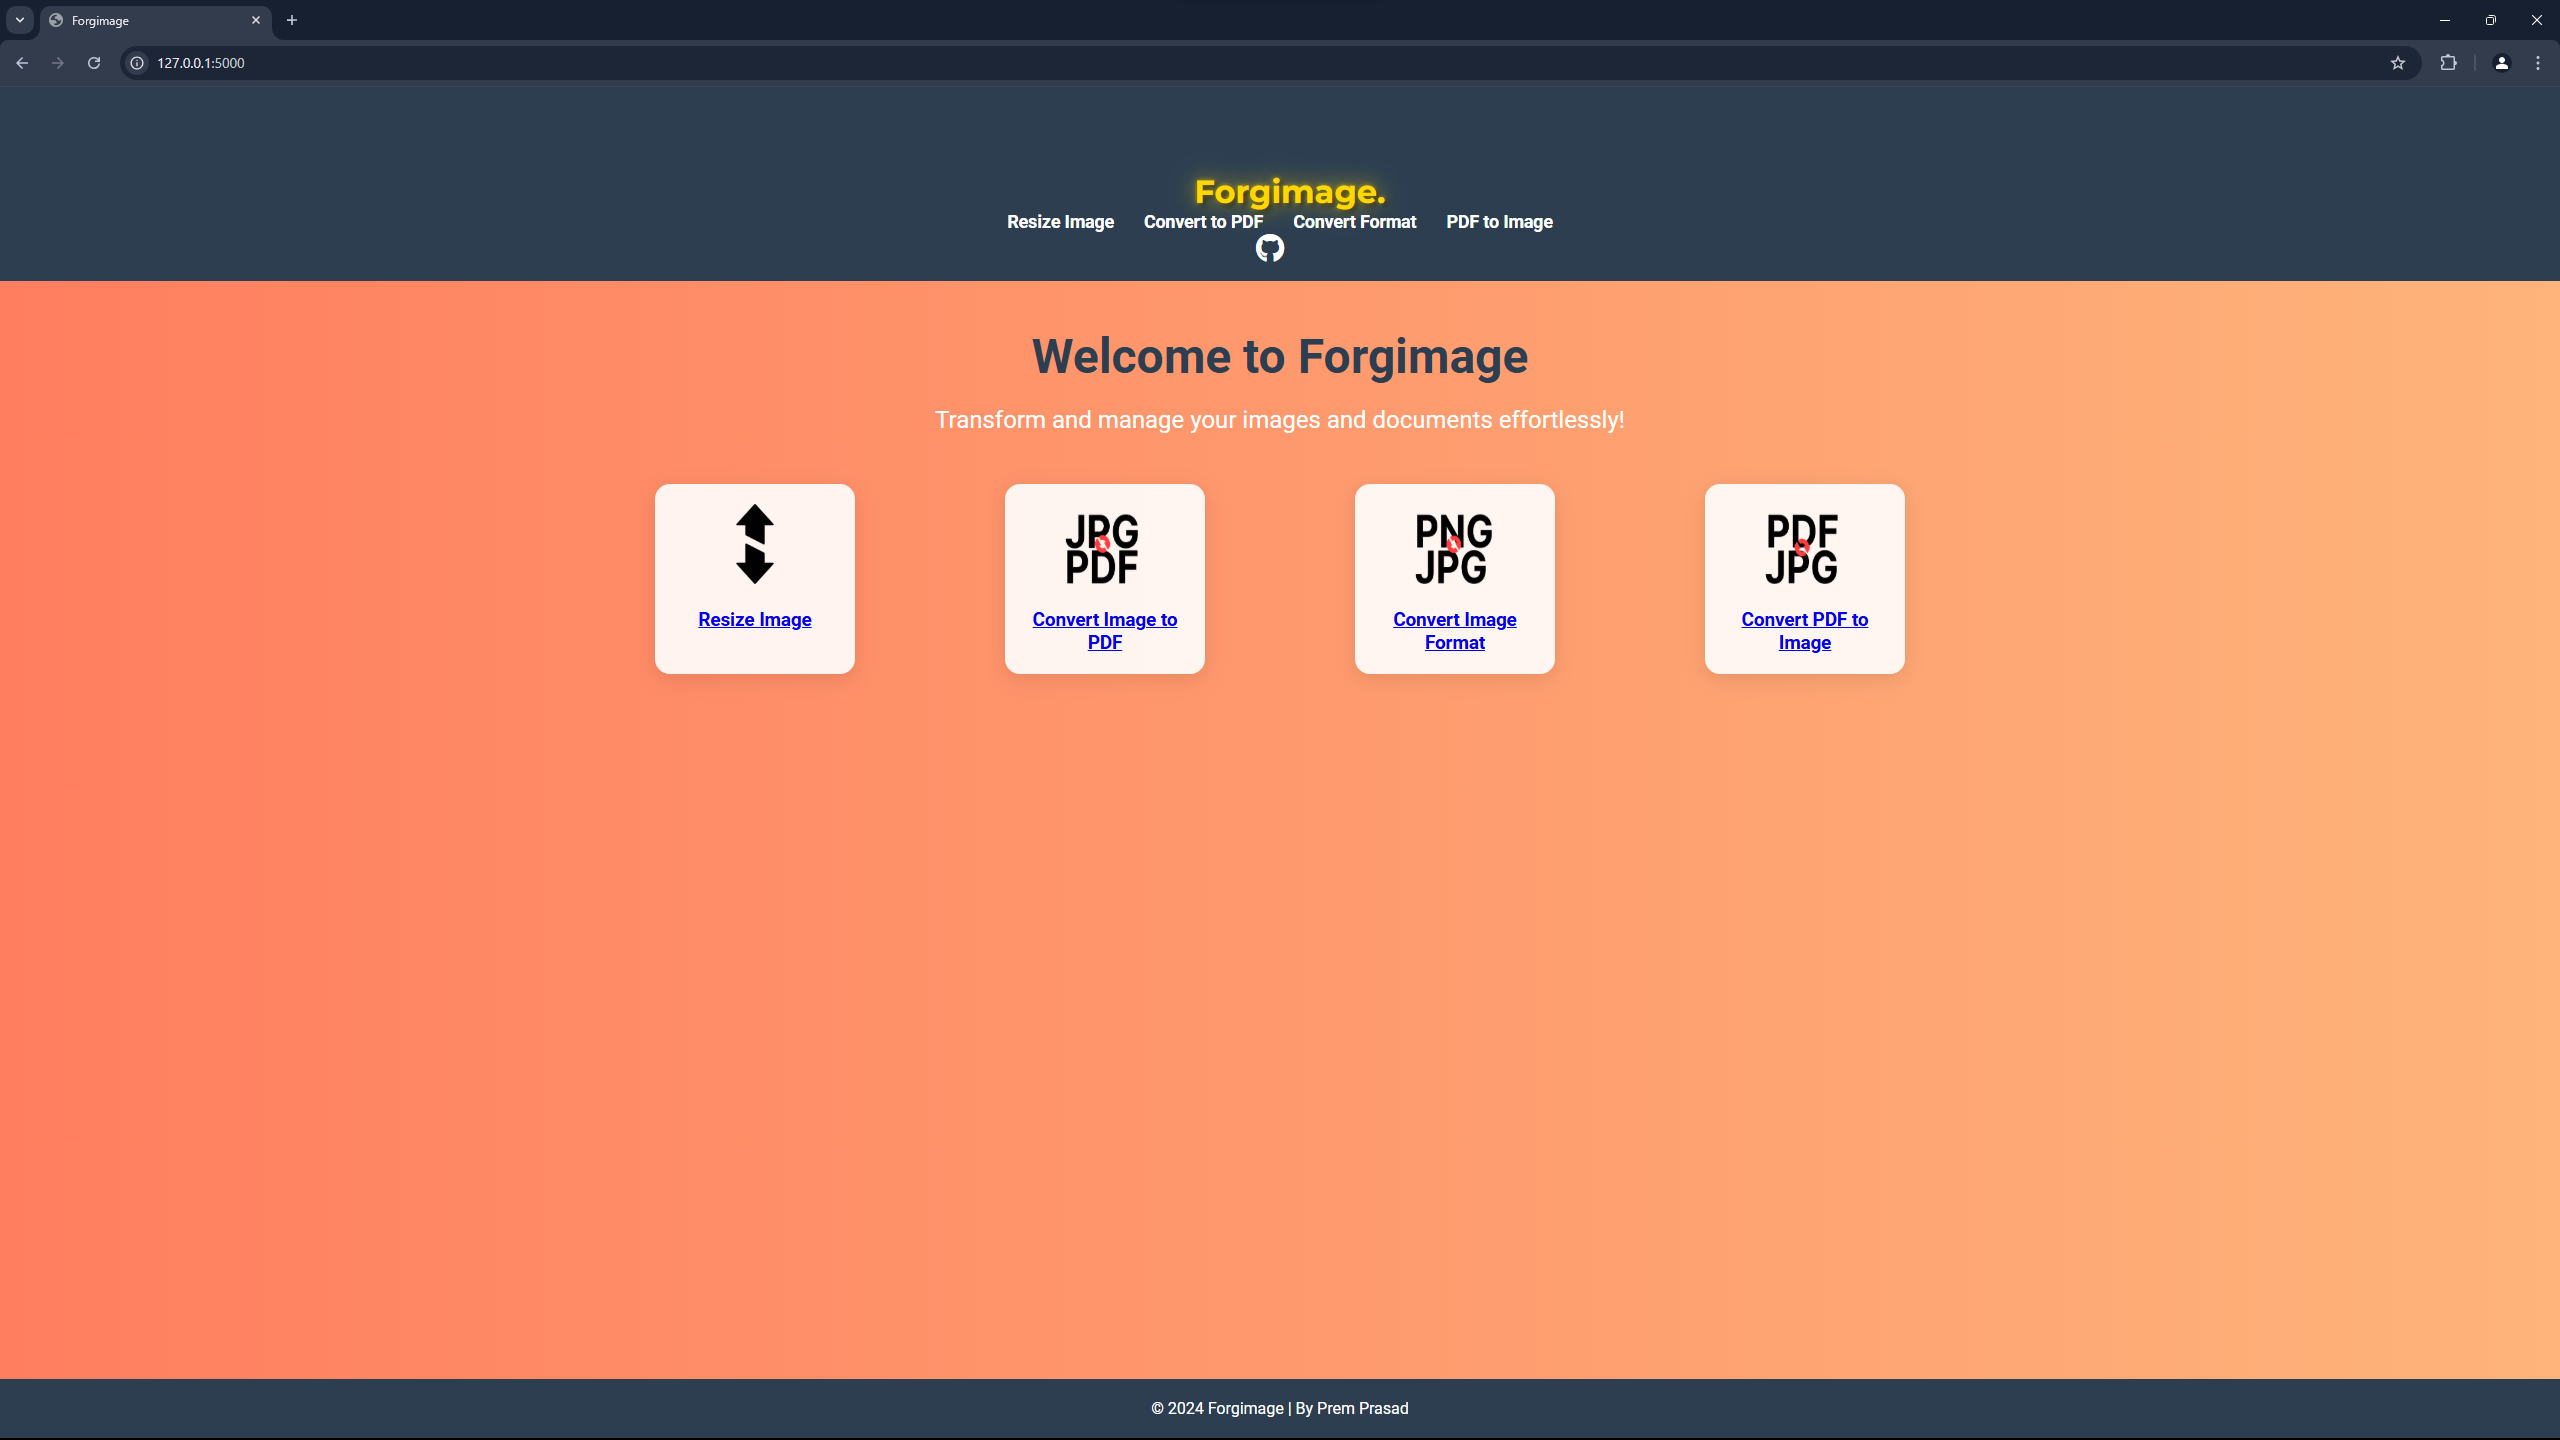 Forgimage
127.0.0.1:5000
Forgimage.
Resize Image Convert to PDF Convert Format PDF to Image
Welcome to Forgimage
Transform and manage your images and documents effortlessly!
JPG
PDF
Resize Image
Convert Image to
PDF
PNG
JPG
Convert Image
Format
PDF
JPG
Convert PDF to
Image
© 2024 Forgimage | By Prem Prasad